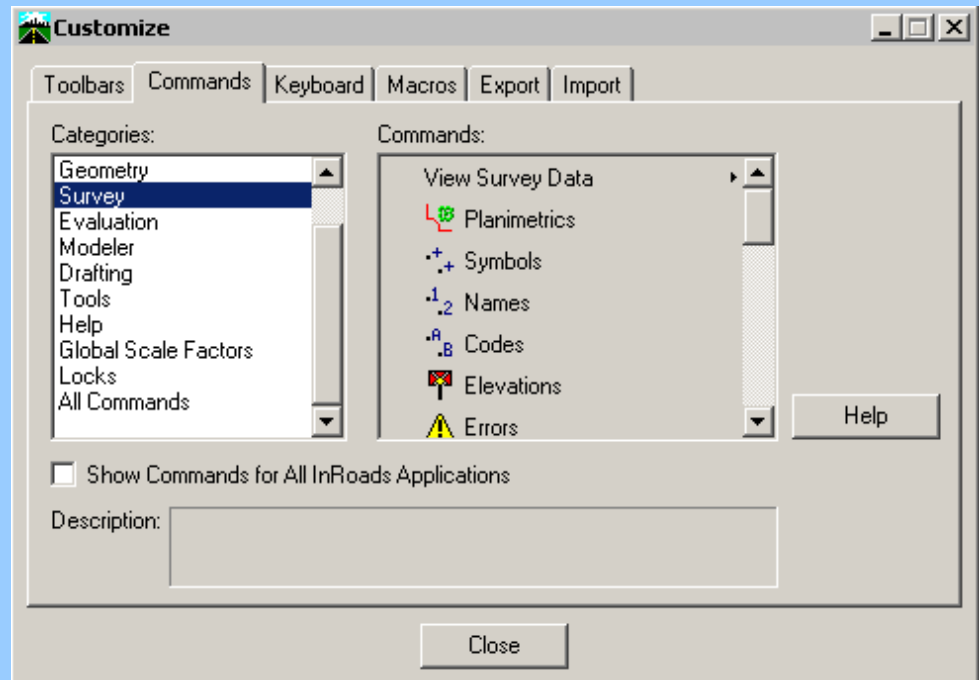 Customize
Toolbars Commands Keyboard Macros Export Import
Categories:
Geometry
Survey
Evaluation
Modeler
Drafting
Tools
Help
Global Scale Factors
Locks
All Commands
Commands:
View Survey Data
Planimetrics
Symbols
Names
Codes
Elevations
Errors
Help
Show Commands for All InRoads Applications
Description:
Close